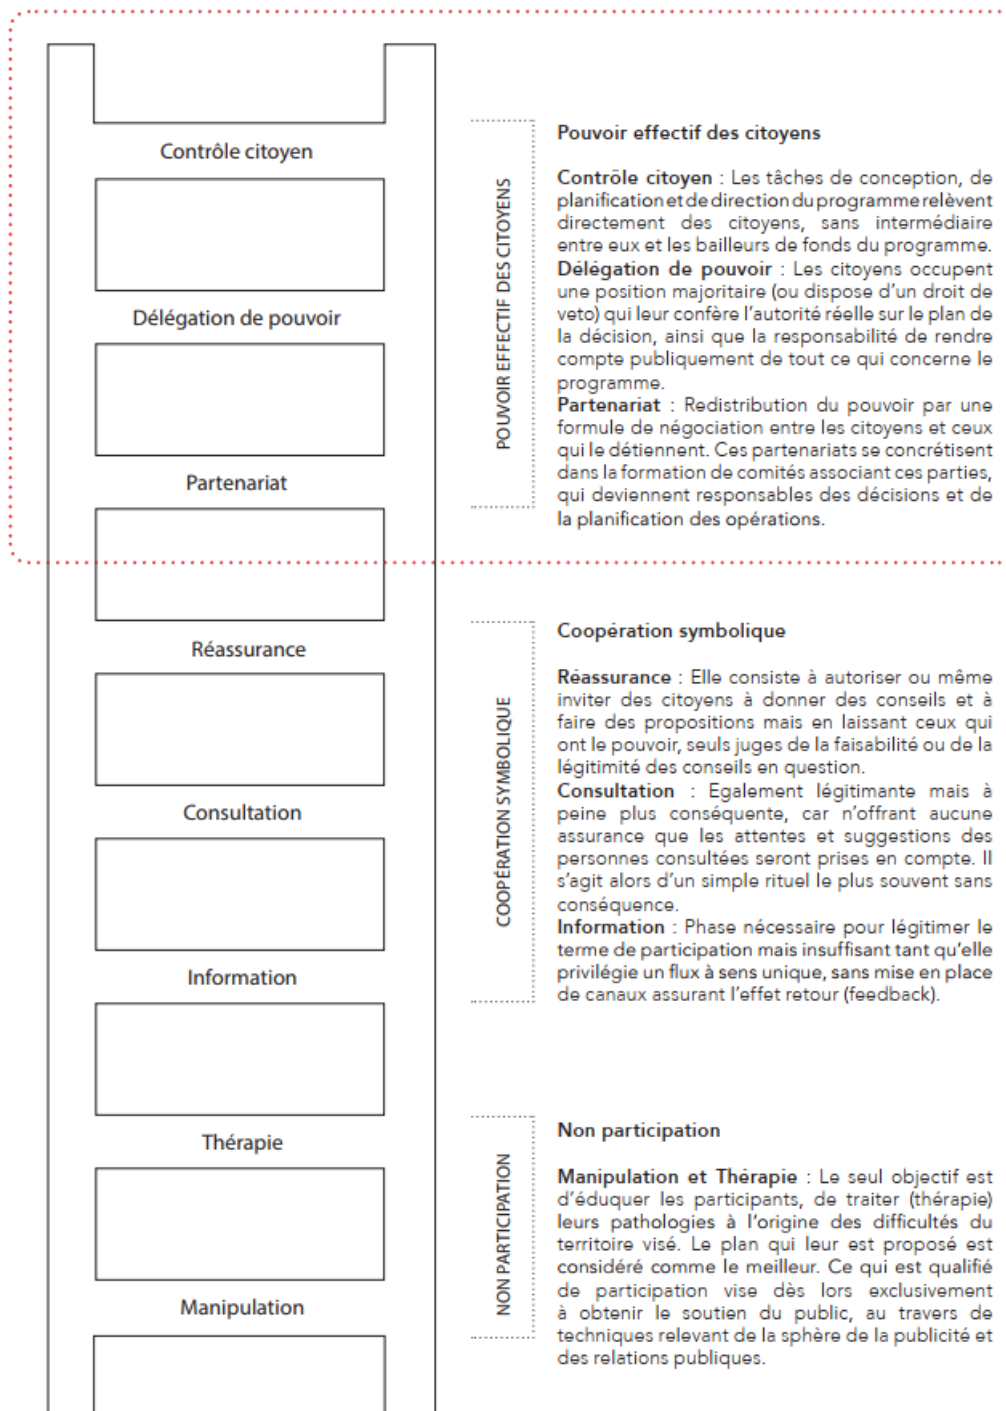 Contrôle citoyen
Délégation de pouvoir
Partenariat
Réassurance
Consultation
Information
Thérapie
Manipulation
POUVOIR EFFECTIF DES CITOYENS
Pouvoir effectif des citoyens
Contrôle citoyen : Les tâches de conception, de
planification et de direction du programme relèvent
directement des citoyens, sans intermédiaire
entre eux et les bailleurs de fonds du programme.
Délégation de pouvoir : Les citoyens occupent
une position majoritaire (ou dispose d'un droit de
veto) qui leur confère l'autorité réelle sur le plan de
la décision, ainsi que la responsabilité de rendre
compte publiquement de tout ce qui concerne le
programme.
Partenariat : Redistribution du pouvoir par une
formule de négociation entre les citoyens et ceux
qui le détiennent. Ces partenariats se concrétisent
dans la formation de comités associant ces parties,
qui deviennent responsables des décisions et de
la planification des opérations.
COOPÉRATION SYMBOLIQUE
Coopération symbolique
Réassurance : Elle consiste à autoriser ou même
inviter des citoyens à donner des conseils et à
faire des propositions mais en laissant ceux qui
ont le pouvoir, seuls juges de la faisabilité ou de la
légitimité des conseils en question.
Consultation : Egalement légitimante mais à
peine plus conséquente, car n'offrant aucune
assurance que les attentes et suggestions des
personnes consultées seront prises en compte. Il
s'agit alors d'un simple rituel le plus souvent sans
conséquence.
Information : Phase nécessaire pour légitimer le
terme de participation mais insuffisant tant qu'elle
privilégie un flux à sens unique, sans mise en place
de canaux assurant l'effet retour (feedback).
NON PARTICIPATION
Non participation
Manipulation et Thérapie : Le seul objectif est
d'éduquer les participants, de traiter (thérapie)
leurs pathologies à l'origine des difficultés du
territoire visé. Le plan qui leur est proposé est
considéré comme le meilleur. Ce qui est qualifié
de participation vise dès lors exclusivement
à obtenir le soutien du public, au travers de
techniques relevant de la sphère de la publicité et
des relations publiques.